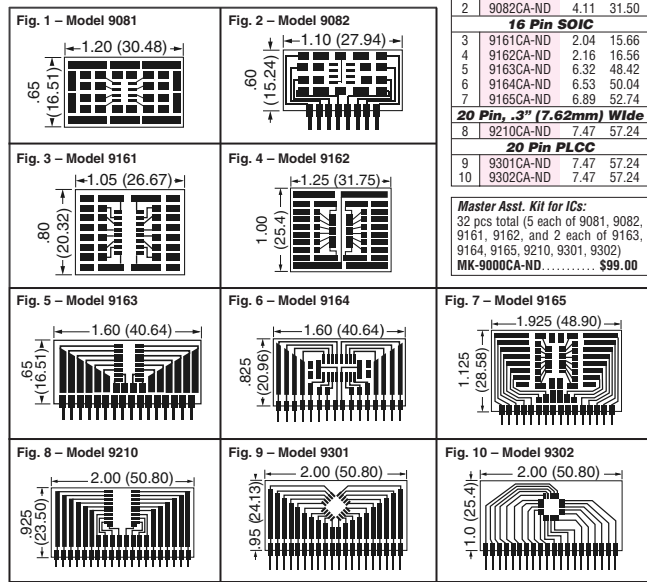 Fig. 1 – Model 9081
1.20 (30.48)
.65
(16.51)
Fig. 2 – Model 9082
1.10 (27.94)
.60
(15.24)
2 9082CA-ND 4.11 31.50
16 Pin SOIC
3 9161CA-ND 2.04 15.66
4 9162CA-ND 2.16 16.56
5 9163CA-ND 6.32 48.42
6 9164CA-ND 6.53 50.04
7 9165CA-ND 6.89 52.74
20 Pin, .3” (7.62mm) WIde
8 9210CA-ND 7.47 57.24
20 Pin PLCC
9 9301CA-ND 7.47 57.24
10 9302CA-ND 7.47 57.24
Master Asst. Kit for ICs:
32 pcs total (5 each of 9081, 9082,
9161, 9162, and 2 each of 9163,
9164, 9165, 9210, 9301, 9302)
MK-9000CA-ND.......... $99.00
Fig. 3 – Model 9161
1.05 (26.67)
.80
(20.32)
Fig. 4 – Model 9162
1.25 (31.75)
1.00
(25.4)
Fig. 5 – Model 9163
1.60 (40.64)
.65
(16.51)
Fig. 6 – Model 9164
1.60 (40.64)
.825
(20.96)
Fig. 7 – Model 9165
1.925 (48.90)
1.125
(28.58)
Fig. 8 – Model 9210
2.00 (50.80)
.925
(23.50)
Fig. 9 – Model 9301
2.00 (50.80)
.95 (24.13)
Fig. 10 – Model 9302
2.00 (50.80)
1.0 (25.4)